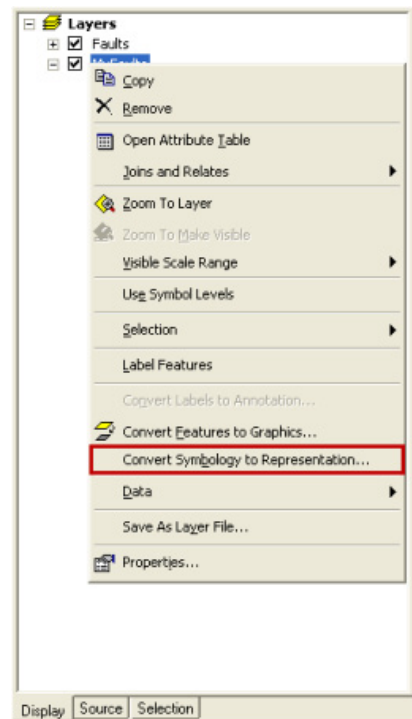 Layers
Faults
Copy
Remove
Open Attribute Table
Joins and Relates
Zoom To Layer
Zoom To Make Visible
Visible Scale Range
Use Symbol Levels
Selection
Label Features
Convert Labels to Annotation...
Convert Features to Graphics...
Convert Symbology to Representation...
Data
Save As Layer File...
Properties...
Display Source Selection